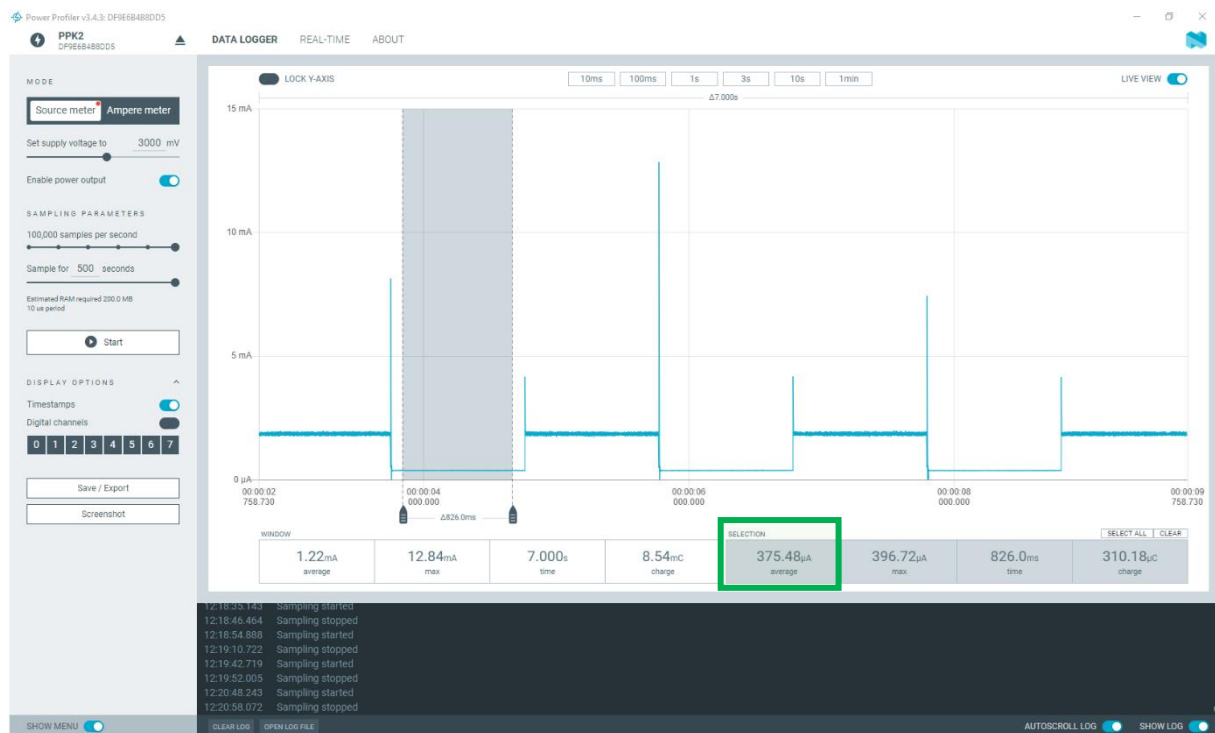 Power Profiler v3.4.3: DF9E6B4B8DD5
PPK2
DF9E6B4B8DD5
DATA LOGGER REAL-TIME ABOUT
MODE
Source meter Ampere meter
Set supply voltage to 3000 mV
Enable power output
SAMPLING PARAMETERS
100,000 samples per second
Sample for 500 seconds
Estimated RAM required 200.0 MB
10 us period
Start
DISPLAY OPTIONS
Timestamps
Digital channels
0 1 2 3 4 5 6 7
Save / Export
Screenshot
SHOW MENU
LOCK Y-AXIS
10ms 100ms 1s 3s 10s 1min
LIVE VIEW
Δ7.000s
15 mA
10 mA
5 mA
0 µA
00:00:02 00:00:04 00:00:06 00:00:08 00:00:09
758.730 000.000 000.000 000.000 758.730
Δ826.0ms
WINDOW SELECTION SELECT ALL CLEAR
1.22mA 12.84mA 7.000s 8.54mC 375.48µA 396.72µA 826.0ms 310.18µC
average max time charge average max time charge
12:18:35.143 Sampling started
12:18:46.464 Sampling stopped
12:18:54.888 Sampling started
12:19:10.722 Sampling stopped
12:19:42.719 Sampling started
12:19:52.005 Sampling stopped
12:20:48.243 Sampling started
12:20:58.072 Sampling stopped
CLEAR LOG OPEN LOG FILE AUTOSCROLL LOG SHOW LOG